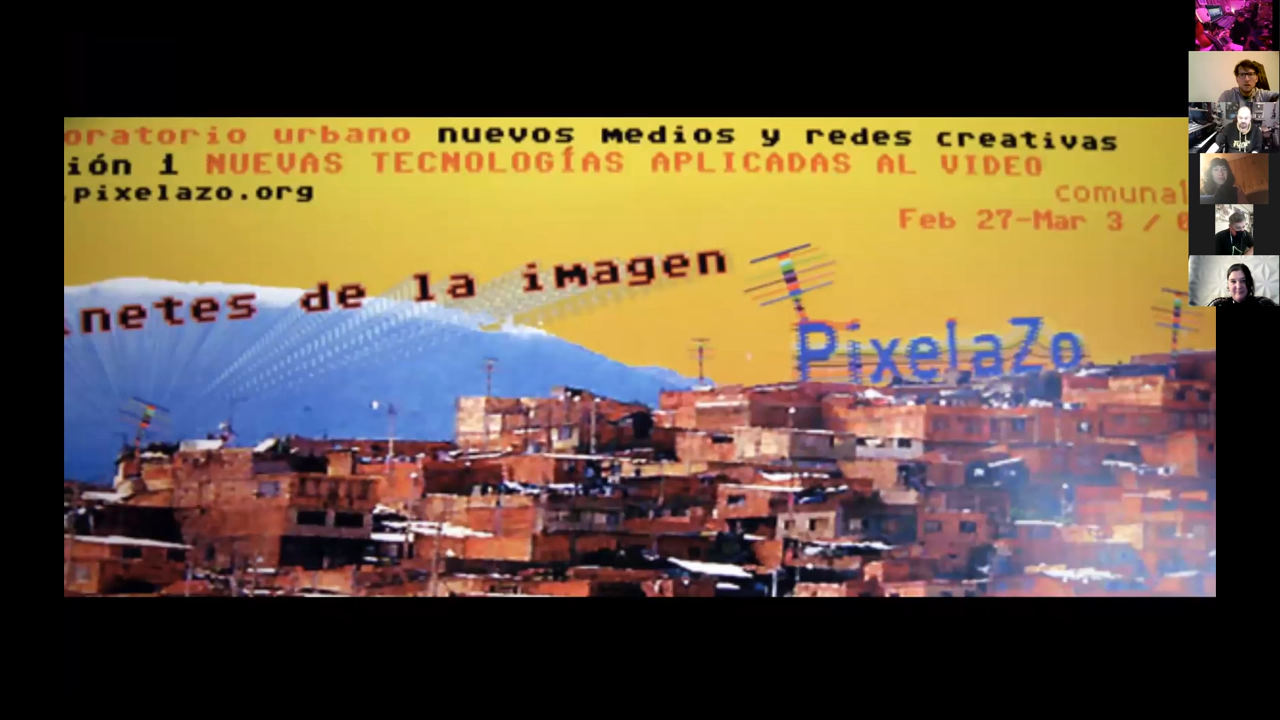 oratorio urbano nuevos medios y redes creativas
ión 1 NUEVAS TECNOLOGÍAS APLICADAS AL VIDEO
.pixelazo.org
comunal
Feb 27-Mar 3 /
netes de la imagen
PixelaZo